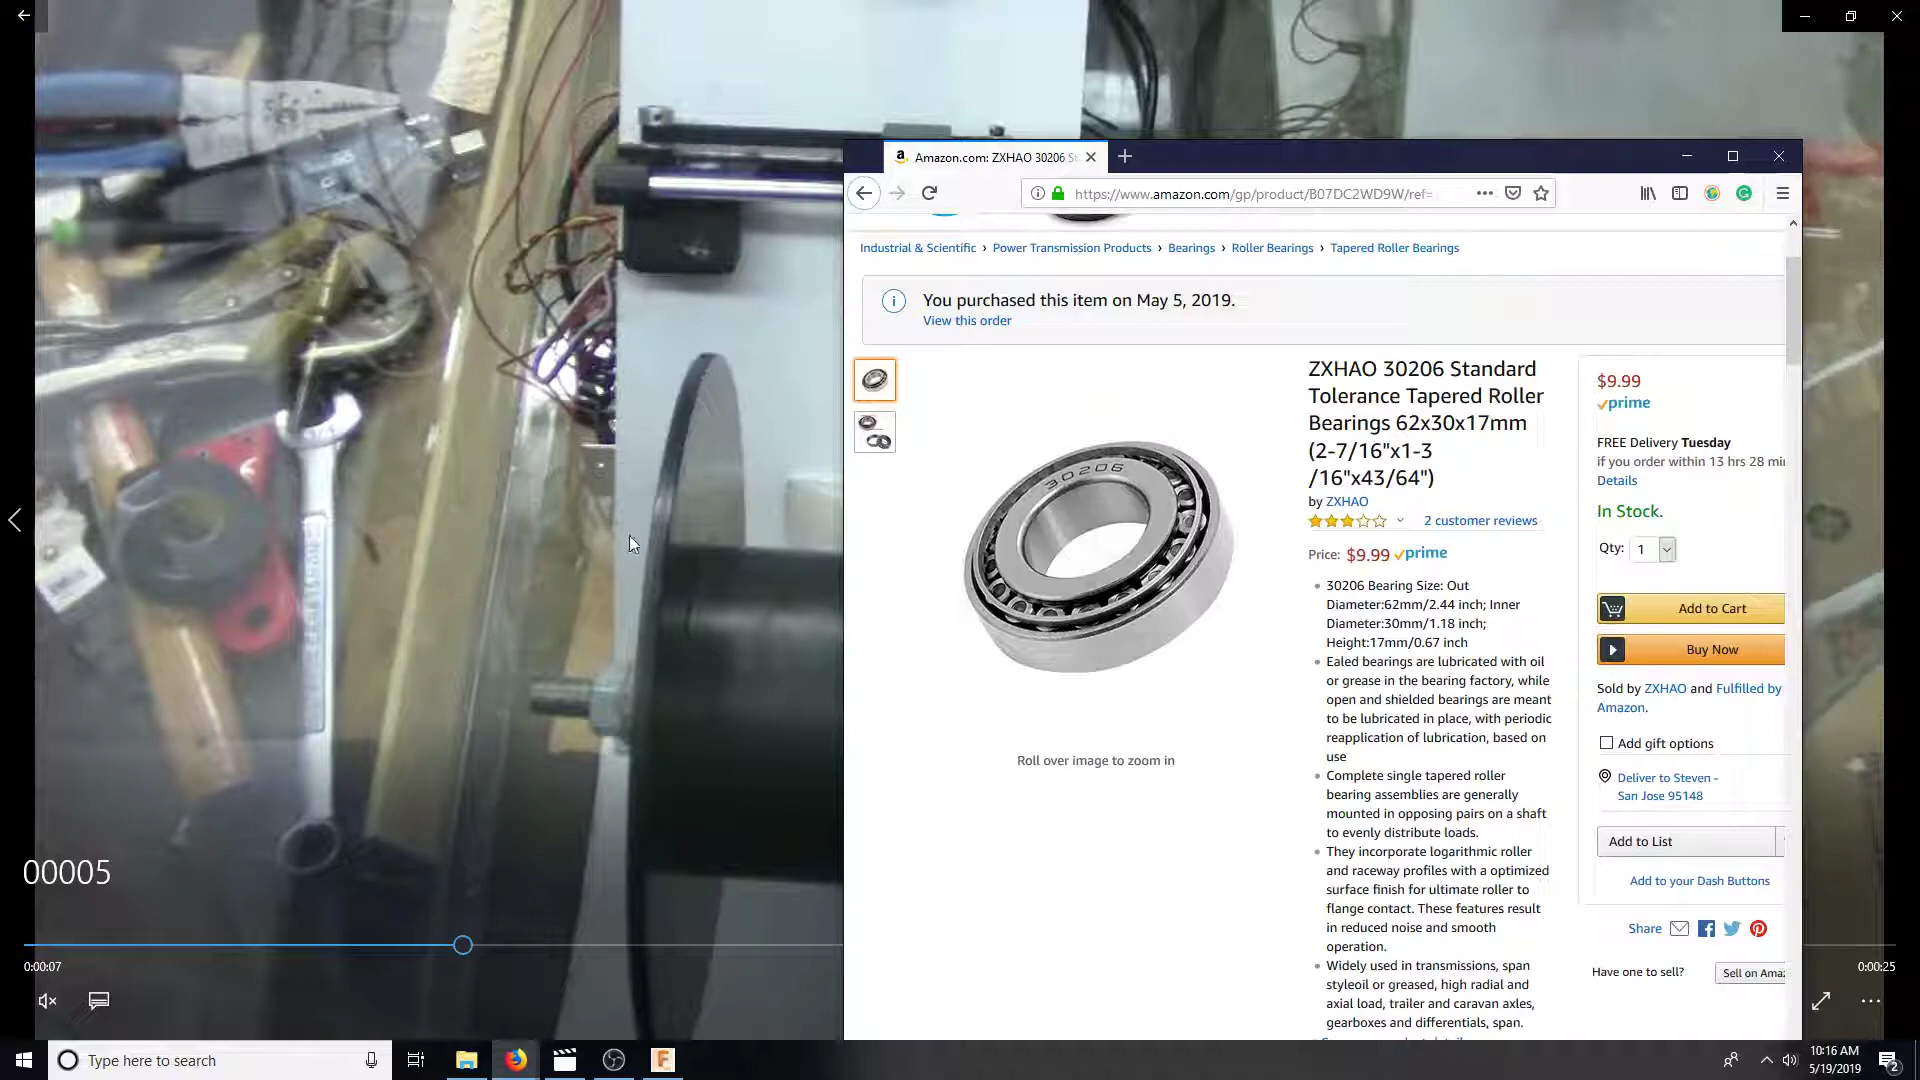 Amazon.com: ZXHAO 30206 St
https://www.amazon.com/gp/product/B07DC2WD9W/ref=
Industrial & Scientific › Power Transmission Products › Bearings › Roller Bearings › Tapered Roller Bearings
You purchased this item on May 5, 2019.
View this order
30206
Roll over image to zoom in
ZXHAO 30206 Standard
Tolerance Tapered Roller
Bearings 62x30x17mm
(2-7/16"x1-3
/16"x43/64")
by ZXHAO
2 customer reviews
Price: $9.99 prime
30206 Bearing Size: Out
Diameter:62mm/2.44 inch; Inner
Diameter:30mm/1.18 inch;
Height:17mm/0.67 inch
Ealed bearings are lubricated with oil
or grease in the bearing factory, while
open and shielded bearings are meant
to be lubricated in place, with periodic
reapplication of lubrication, based on
use
Complete single tapered roller
bearing assemblies are generally
mounted in opposing pairs on a shaft
to evenly distribute loads.
They incorporate logarithmic roller
and raceway profiles with a optimized
surface finish for ultimate roller to
flange contact. These features result
in reduced noise and smooth
operation.
Widely used in transmissions, span
styleoil or greased, high radial and
axial load, trailer and caravan axles,
gearboxes and differentials, span.
$9.99
prime
FREE Delivery Tuesday
if you order within 13 hrs 28 mi
Details
In Stock.
Qty: 1
Add to Cart
Buy Now
Sold by ZXHAO and Fulfilled by
Amazon.
Add gift options
Deliver to Steven -
San Jose 95148
Add to List
Add to your Dash Buttons
Share
Have one to sell?
Sell on Amaz
00005
0:00:07
0:00:25
Type here to search
10:16 AM
5/19/2019
2